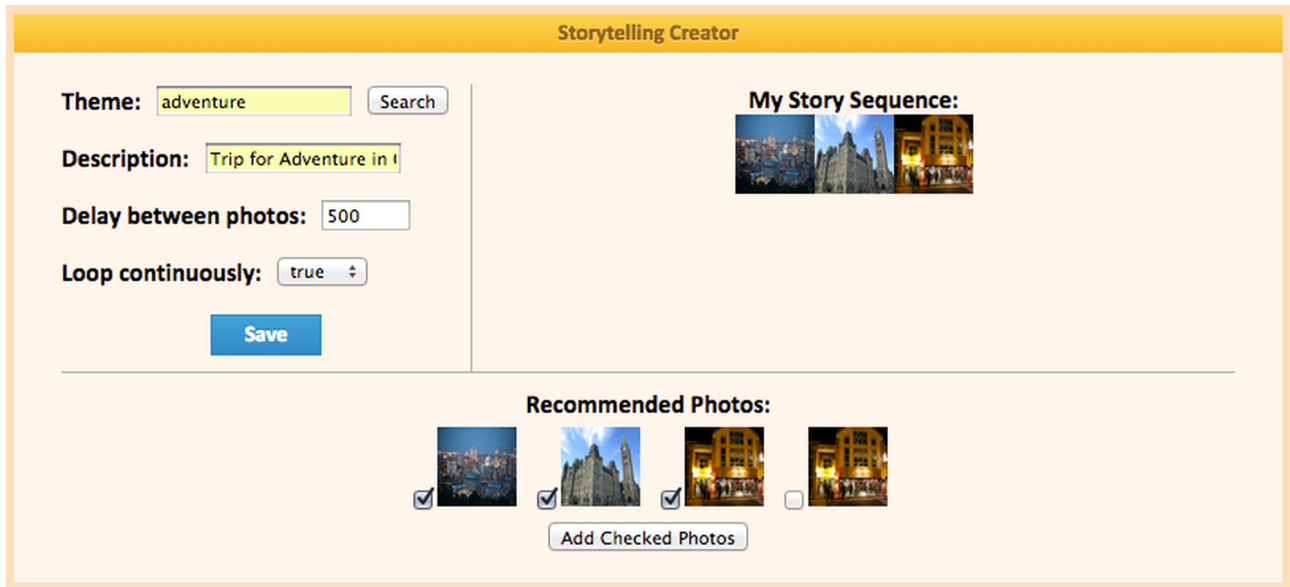 Storytelling Creator
Theme: adventure Search
Description: Trip for Adventure in
Delay between photos: 500
Loop continuously: true
Save
My Story Sequence:
Recommended Photos:
Add Checked Photos